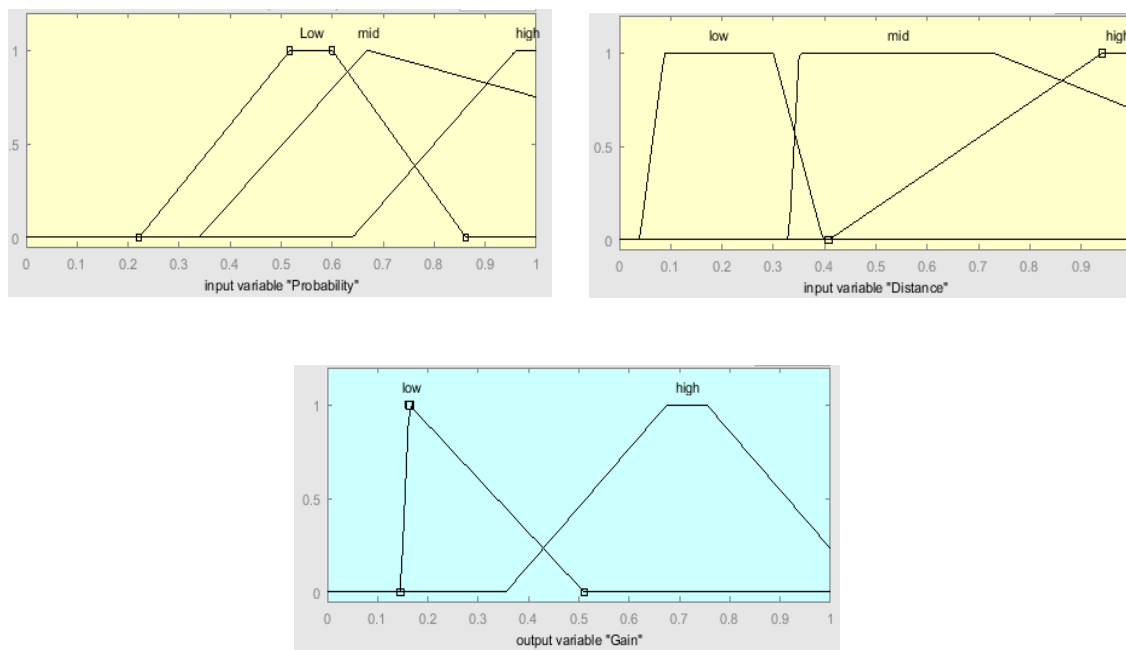 Low mid high
1
0.5
0
0 0.1 0.2 0.3 0.4 0.5 0.6 0.7 0.8 0.9 1
input variable "Probability"
low mid high
1
0.5
0
0 0.1 0.2 0.3 0.4 0.5 0.6 0.7 0.8 0.9
input variable "Distance"
low high
1
0.5
0
0 0.1 0.2 0.3 0.4 0.5 0.6 0.7 0.8 0.9 1
output variable "Gain"